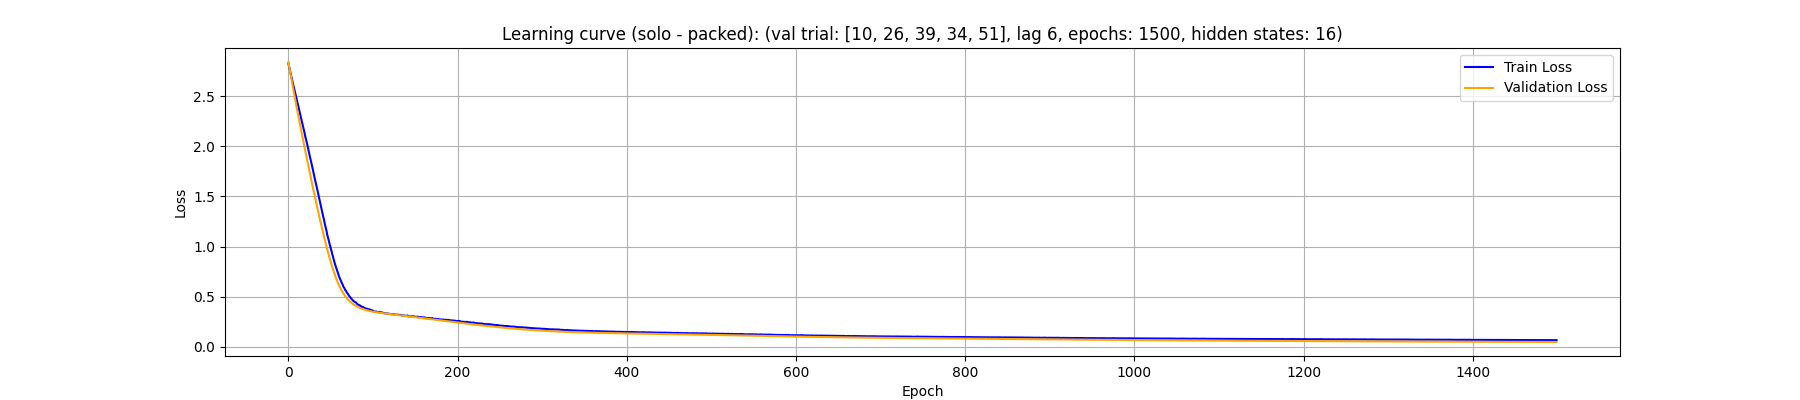 Learning curve (solo - packed): (val trial: [10, 26, 39, 34, 51], lag 6, epochs: 1500, hidden states: 16)
Train Loss
Validation Loss
Loss
2.5
2.0
1.5
1.0
0.5
0.0
0 200 400 600 800 1000 1200 1400
Epoch